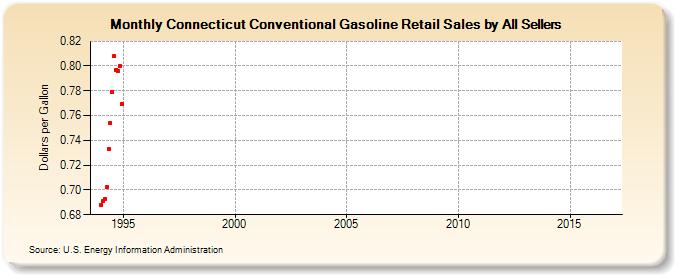 Monthly Connecticut Conventional Gasoline Retail Sales by All Sellers
Dollars per Gallon
0.82
0.80
0.78
0.76
0.74
0.72
0.70
0.68
1995 2000 2005 2010 2015
Source: U.S. Energy Information Administration